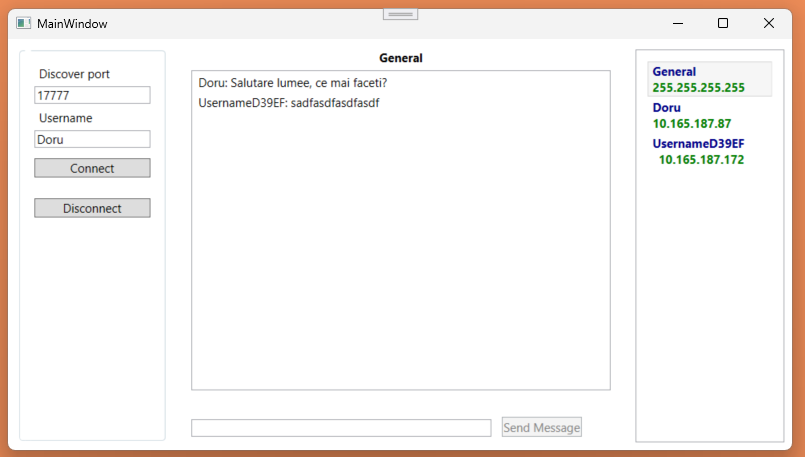 MainWindow
Discover port
17777
Username
Doru
Connect
Disconnect
General
Doru: Salutare lumee, ce mai faceti?
UsernameD39EF: sadfasdfasdfasdf
Send Message
General
255.255.255.255
Doru
10.165.187.87
UsernameD39EF
10.165.187.172